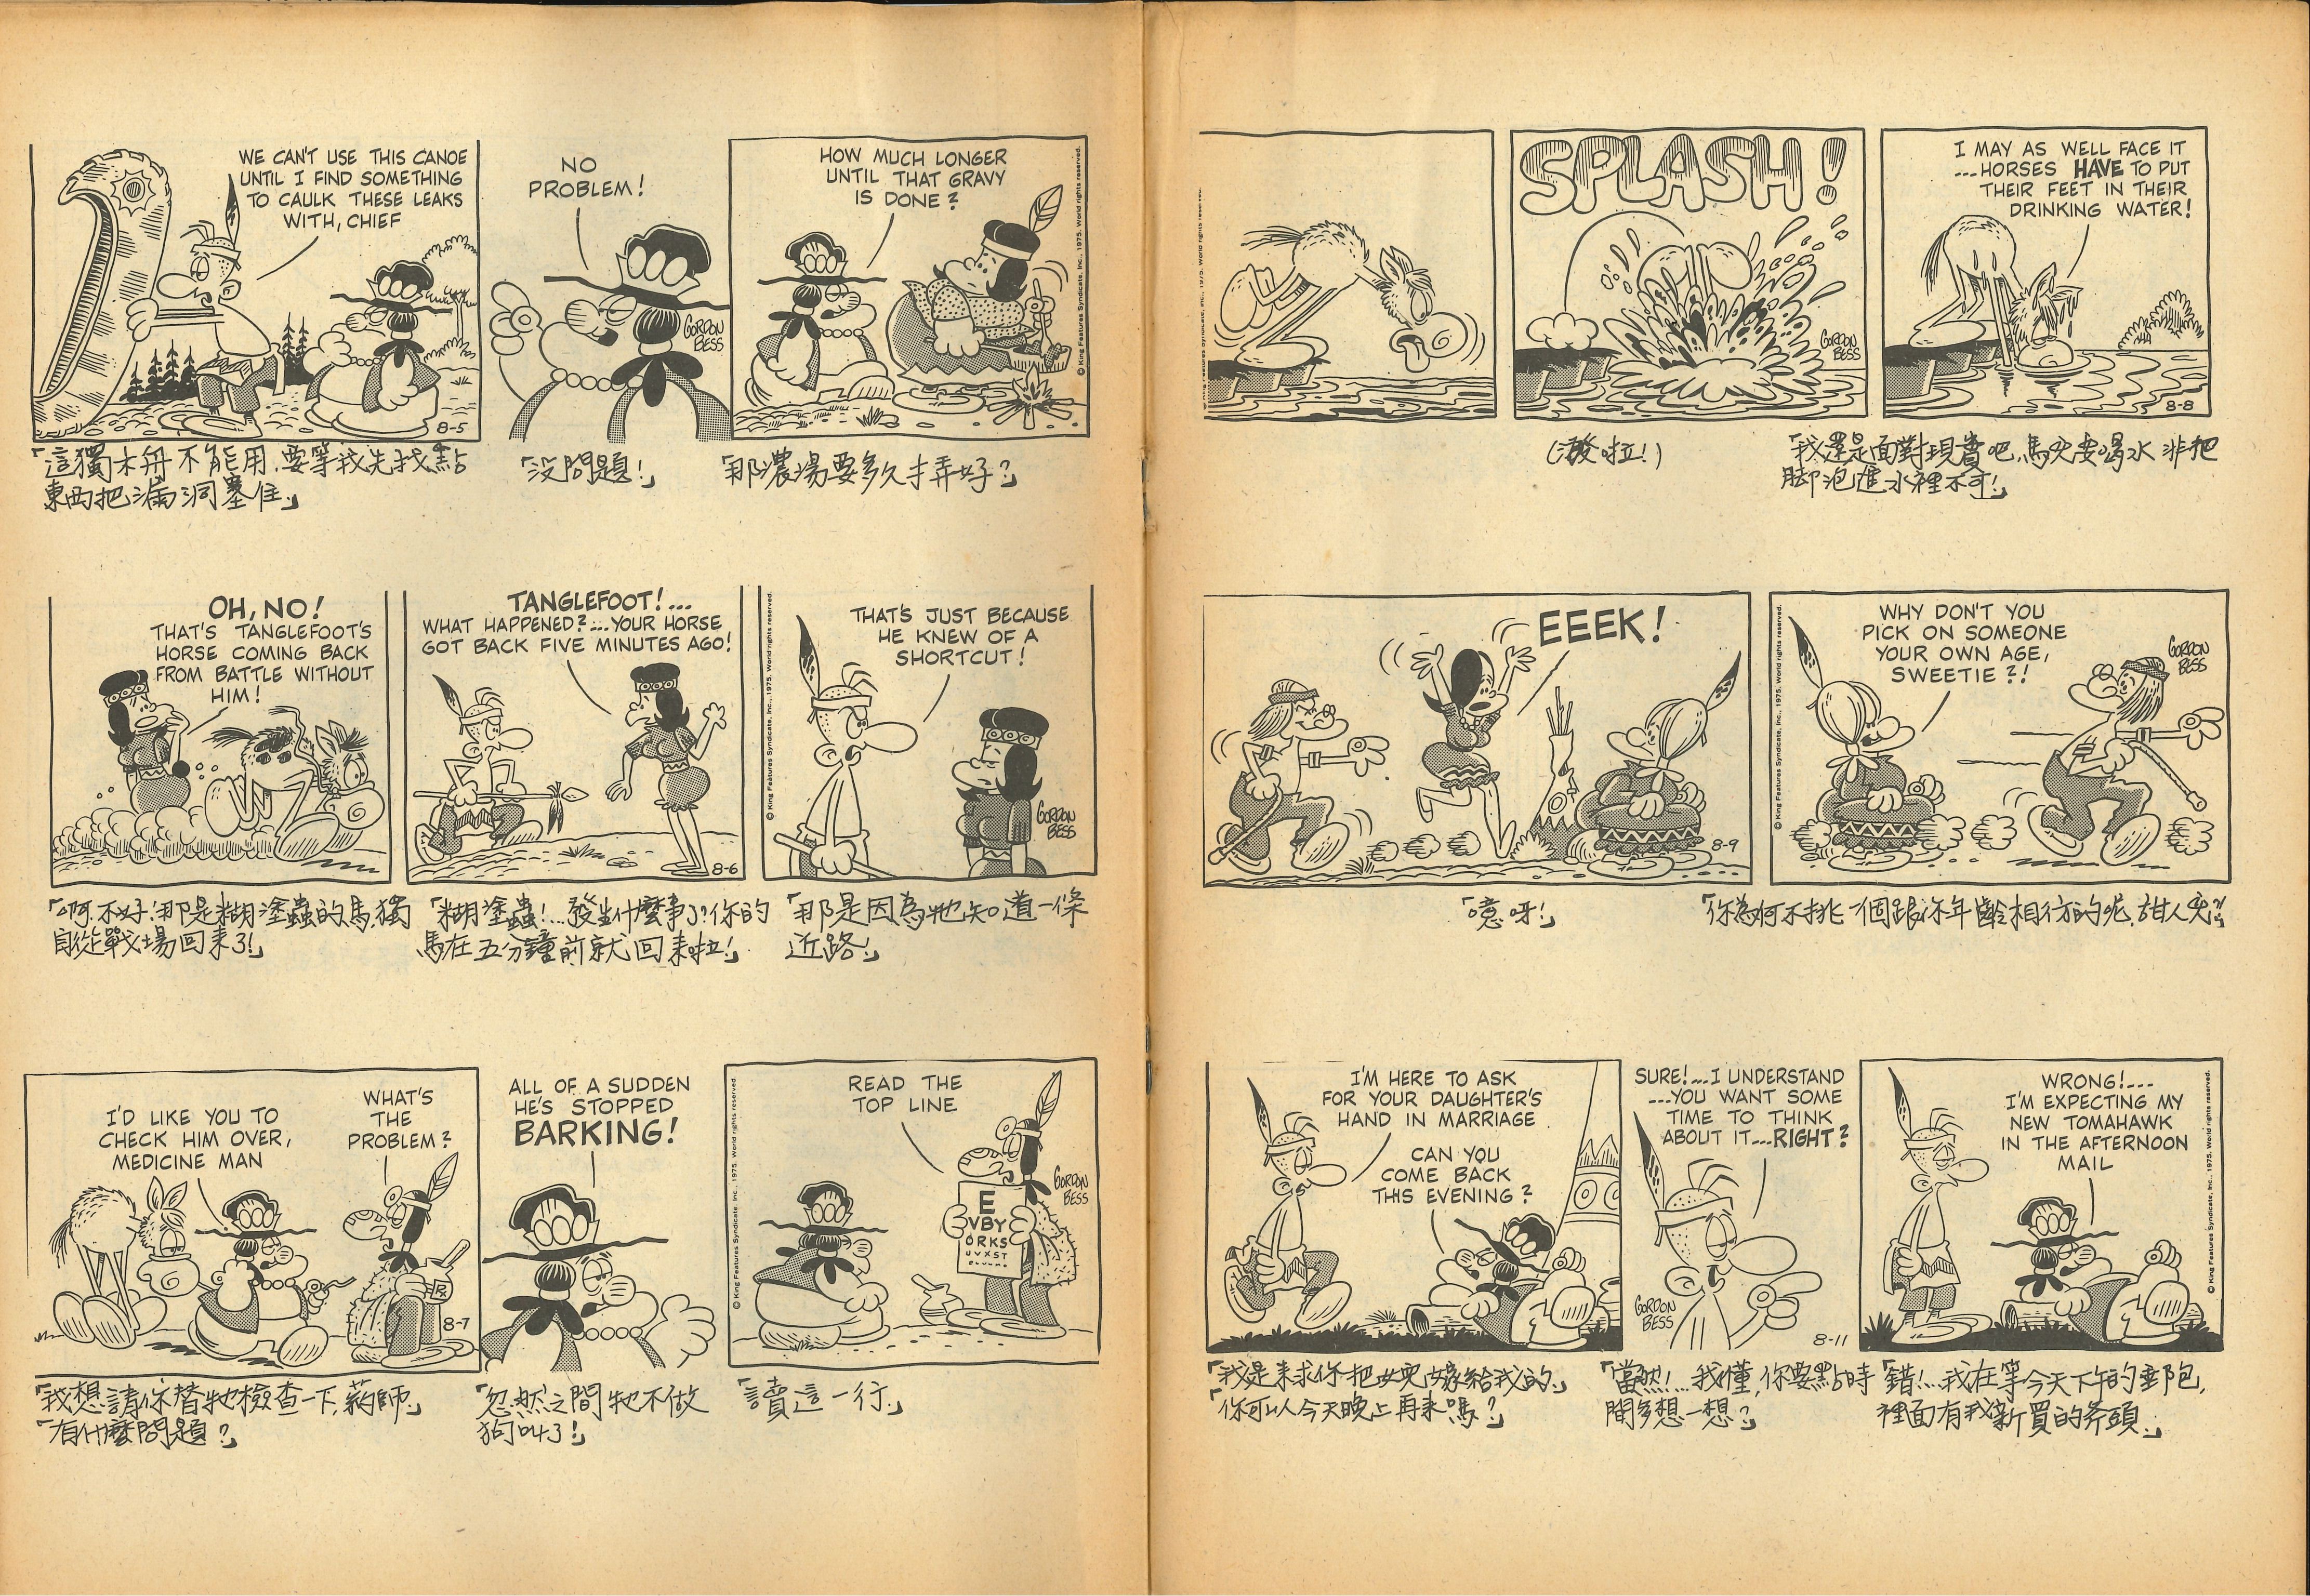 WE CAN'T USE THIS CANOE
UNTIL I FIND SOMETHING
TO CAULK THESE LEAKS
WITH, CHIEF
8-5
NO
PROBLEM!
GORDON
BESS
HOW MUCH LONGER
UNTIL THAT GRAVY
IS DONE?
© King Features Syndicate, Inc., 1975. World rights reserved.
「這獨木舟不能用,要等我先找點
東西把漏洞塞住」
「没問題!」
「那濃場要多久才弄好?」
OH, NO!
THAT'S TANGLEFOOT'S
HORSE COMING BACK
FROM BATTLE WITHOUT
HIM!
TANGLEFOOT!...
WHAT HAPPENED?...YOUR HORSE
GOT BACK FIVE MINUTES AGO!
8-6
© King Features Syndicate, Inc., 1975. World rights reserved.
THAT'S JUST BECAUSE
HE KNEW OF A
SHORTCUT!
GORDON
BESS
「啊,不好!那是糊塗蟲的馬,獨
自從戰場回來了!」
「糊塗蟲!...發生什麼事了?你的
馬在五分鐘前就回來啦!」
「那是因為牠知道一條
近路!」
I'D LIKE YOU TO
CHECK HIM OVER,
MEDICINE MAN
WHAT'S
THE
PROBLEM?
8-7
ALL OF A SUDDEN
HE'S STOPPED
BARKING!
© King Features Syndicate, Inc., 1975. World rights reserved.
READ THE
TOP LINE
E
VBY
ORKS
UVXST
GORDON
BESS
「我想請你替牠檢查一下,葯師」
「有什麼問題?」
「忽然之間牠不做
狗叫了!」
「讀這一行」
SPLASH!
GORDON
BESS
I MAY AS WELL FACE IT
...HORSES HAVE TO PUT
THEIR FEET IN THEIR
DRINKING WATER!
8-8
(潑啦!)
「我還是面對現實吧,馬兒要喝水非把
脚泡進水裡不可!」
EEEK!
8-9
© King Features Syndicate, Inc., 1975. World rights reserved.
WHY DON'T YOU
PICK ON SOMEONE
YOUR OWN AGE,
SWEETIE?!
GORDON
BESS
「噫呀!」
「你為何不挑一個跟你年齡相彷的呢,甜人兒?!」
I'M HERE TO ASK
FOR YOUR DAUGHTER'S
HAND IN MARRIAGE
CAN YOU
COME BACK
THIS EVENING?
SURE!...I UNDERSTAND
...YOU WANT SOME
TIME TO THINK
ABOUT IT...RIGHT?
GORDON
BESS
8-11
WRONG!...
I'M EXPECTING MY
NEW TOMAHAWK
IN THE AFTERNOON
MAIL
© King Features Syndicate, Inc., 1975. World rights reserved.
「我是來求你把女兒嫁給我的」
「你可以今天晚上再來嗎?」
「當然!...我懂,你要點時
間多想一想?」
「錯!...我在等今天下午的郵包,
裡面有我新買的斧頭」